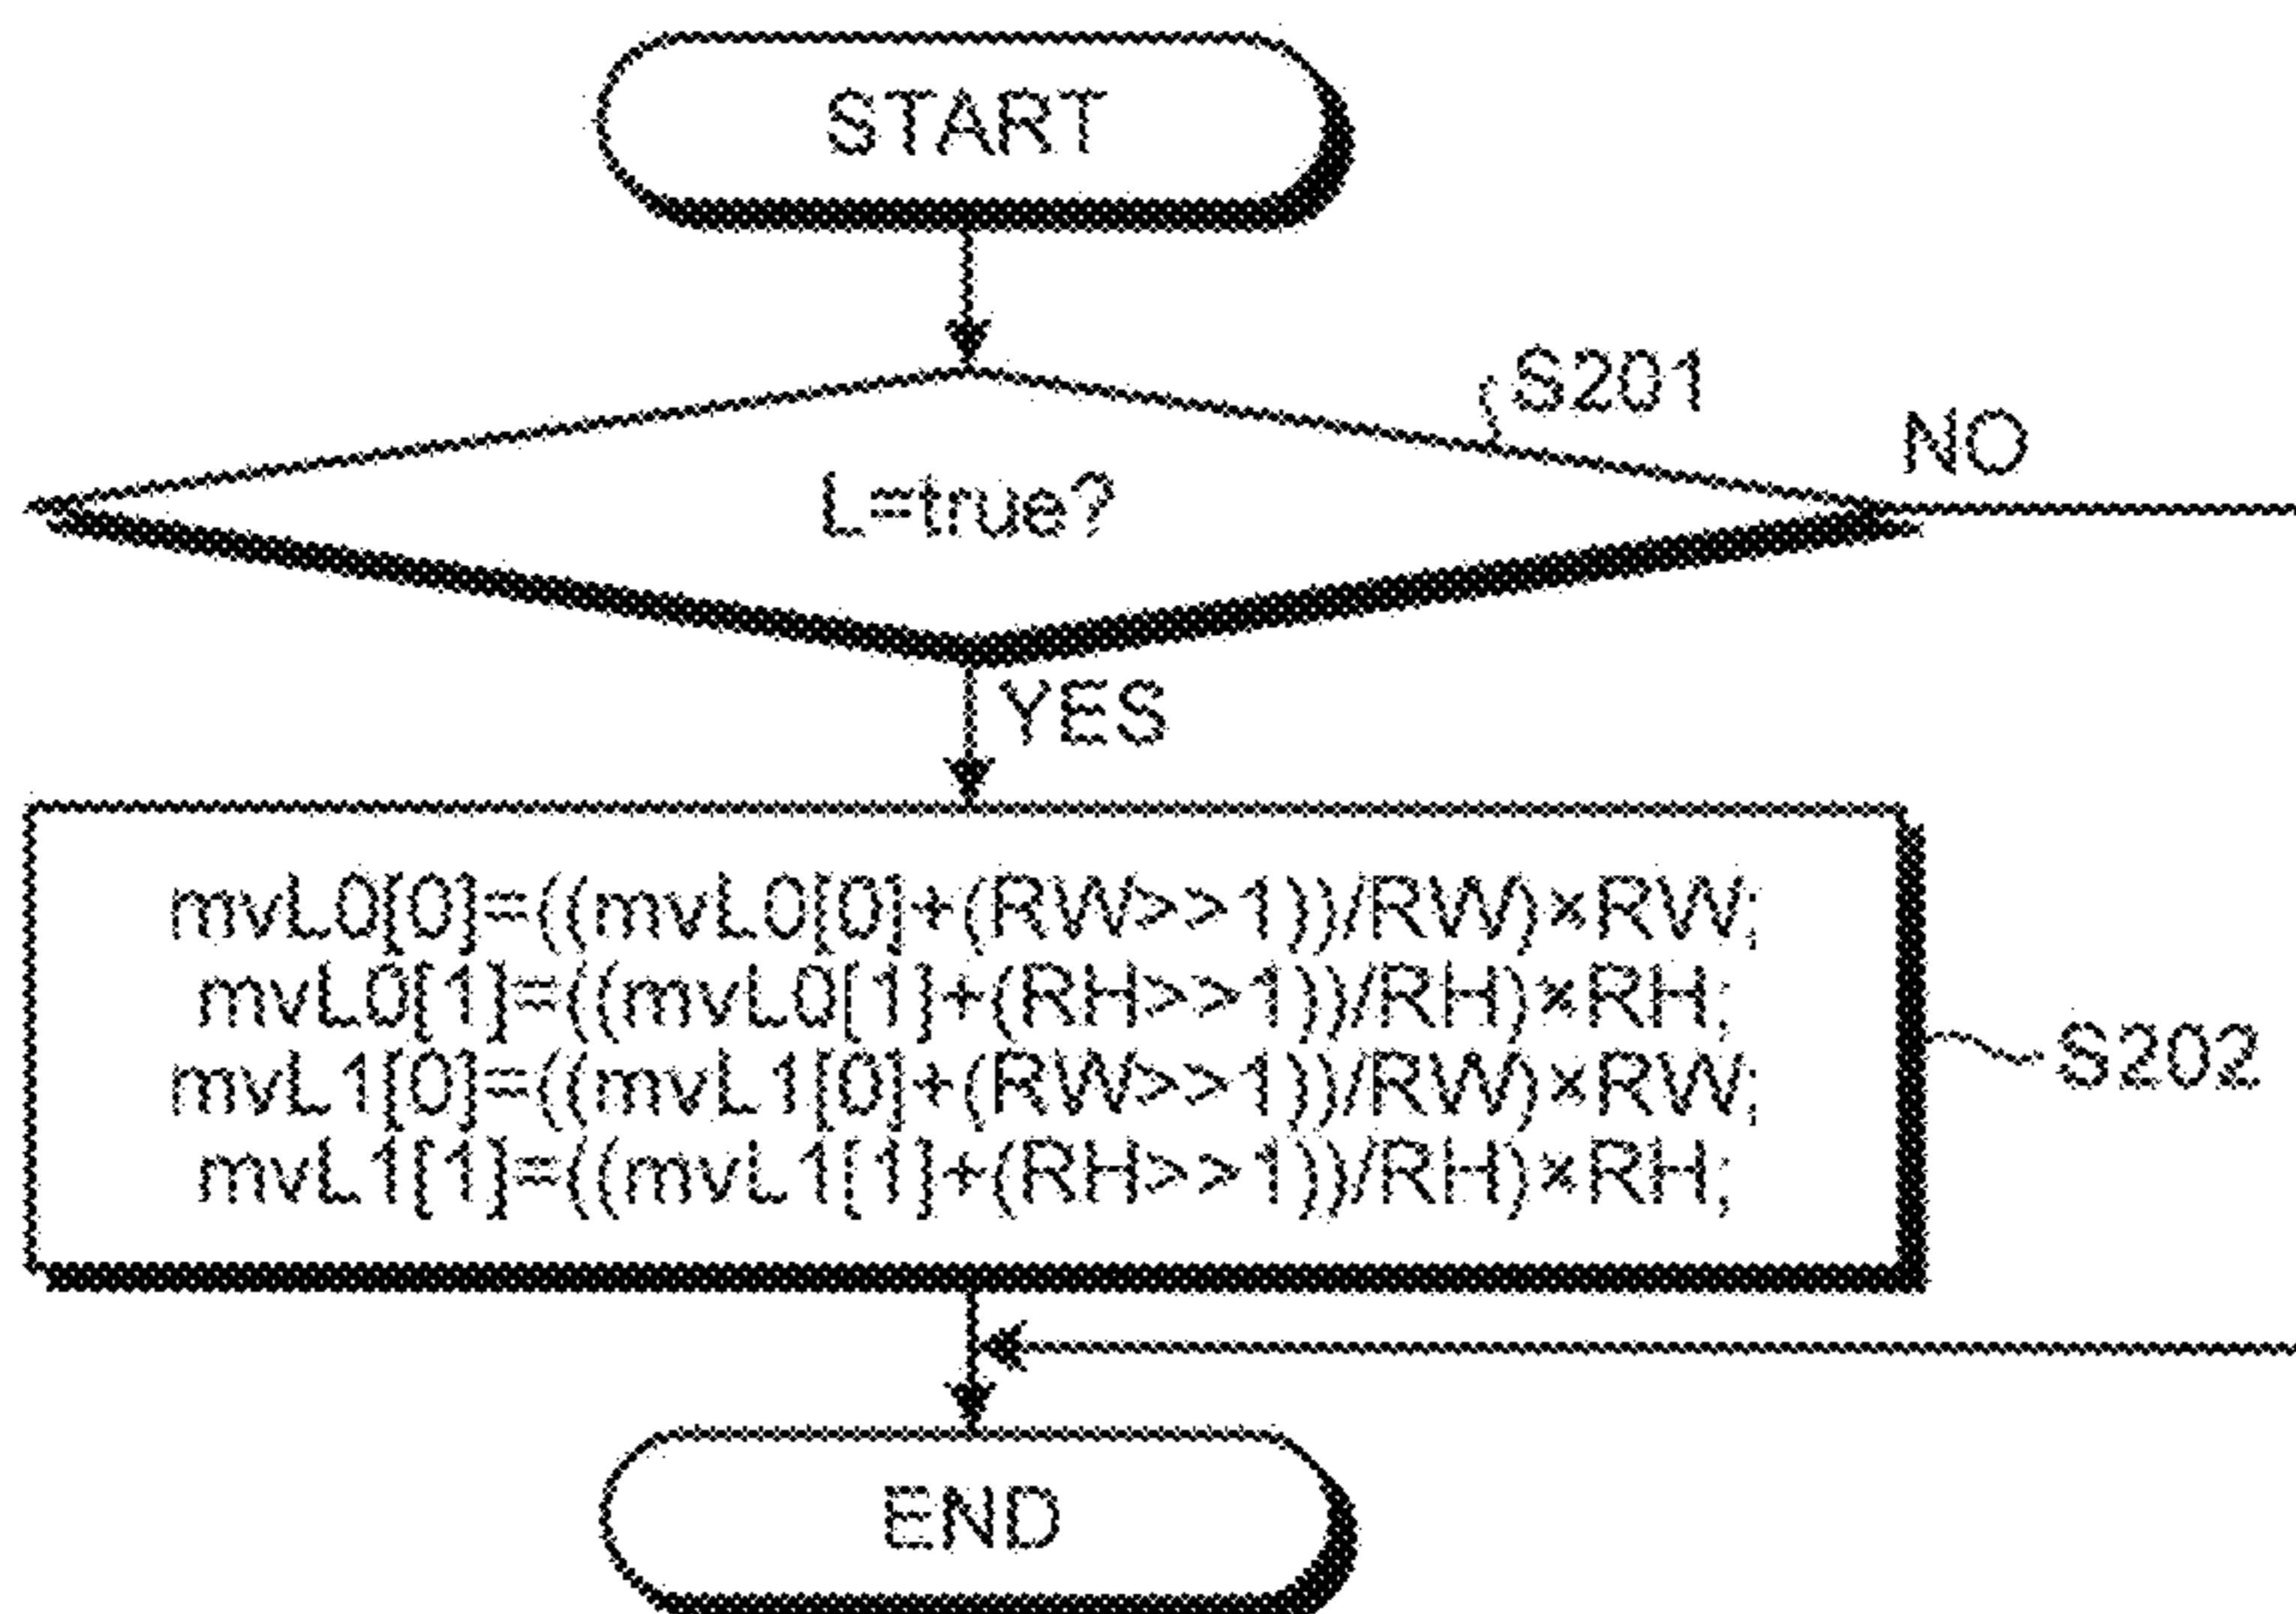 START
S201
NO
L=true?
YES
mvL0[0]=((mvL0[0]+(RW>>1))/RW)×RW;
mvL0[1]=((mvL0[1]+(RH>>1))/RH)×RH;
mvL1[0]=((mvL1[0]+(RW>>1))/RW)×RW;
mvL1[1]=((mvL1[1]+(RH>>1))/RH)×RH;
S202
END